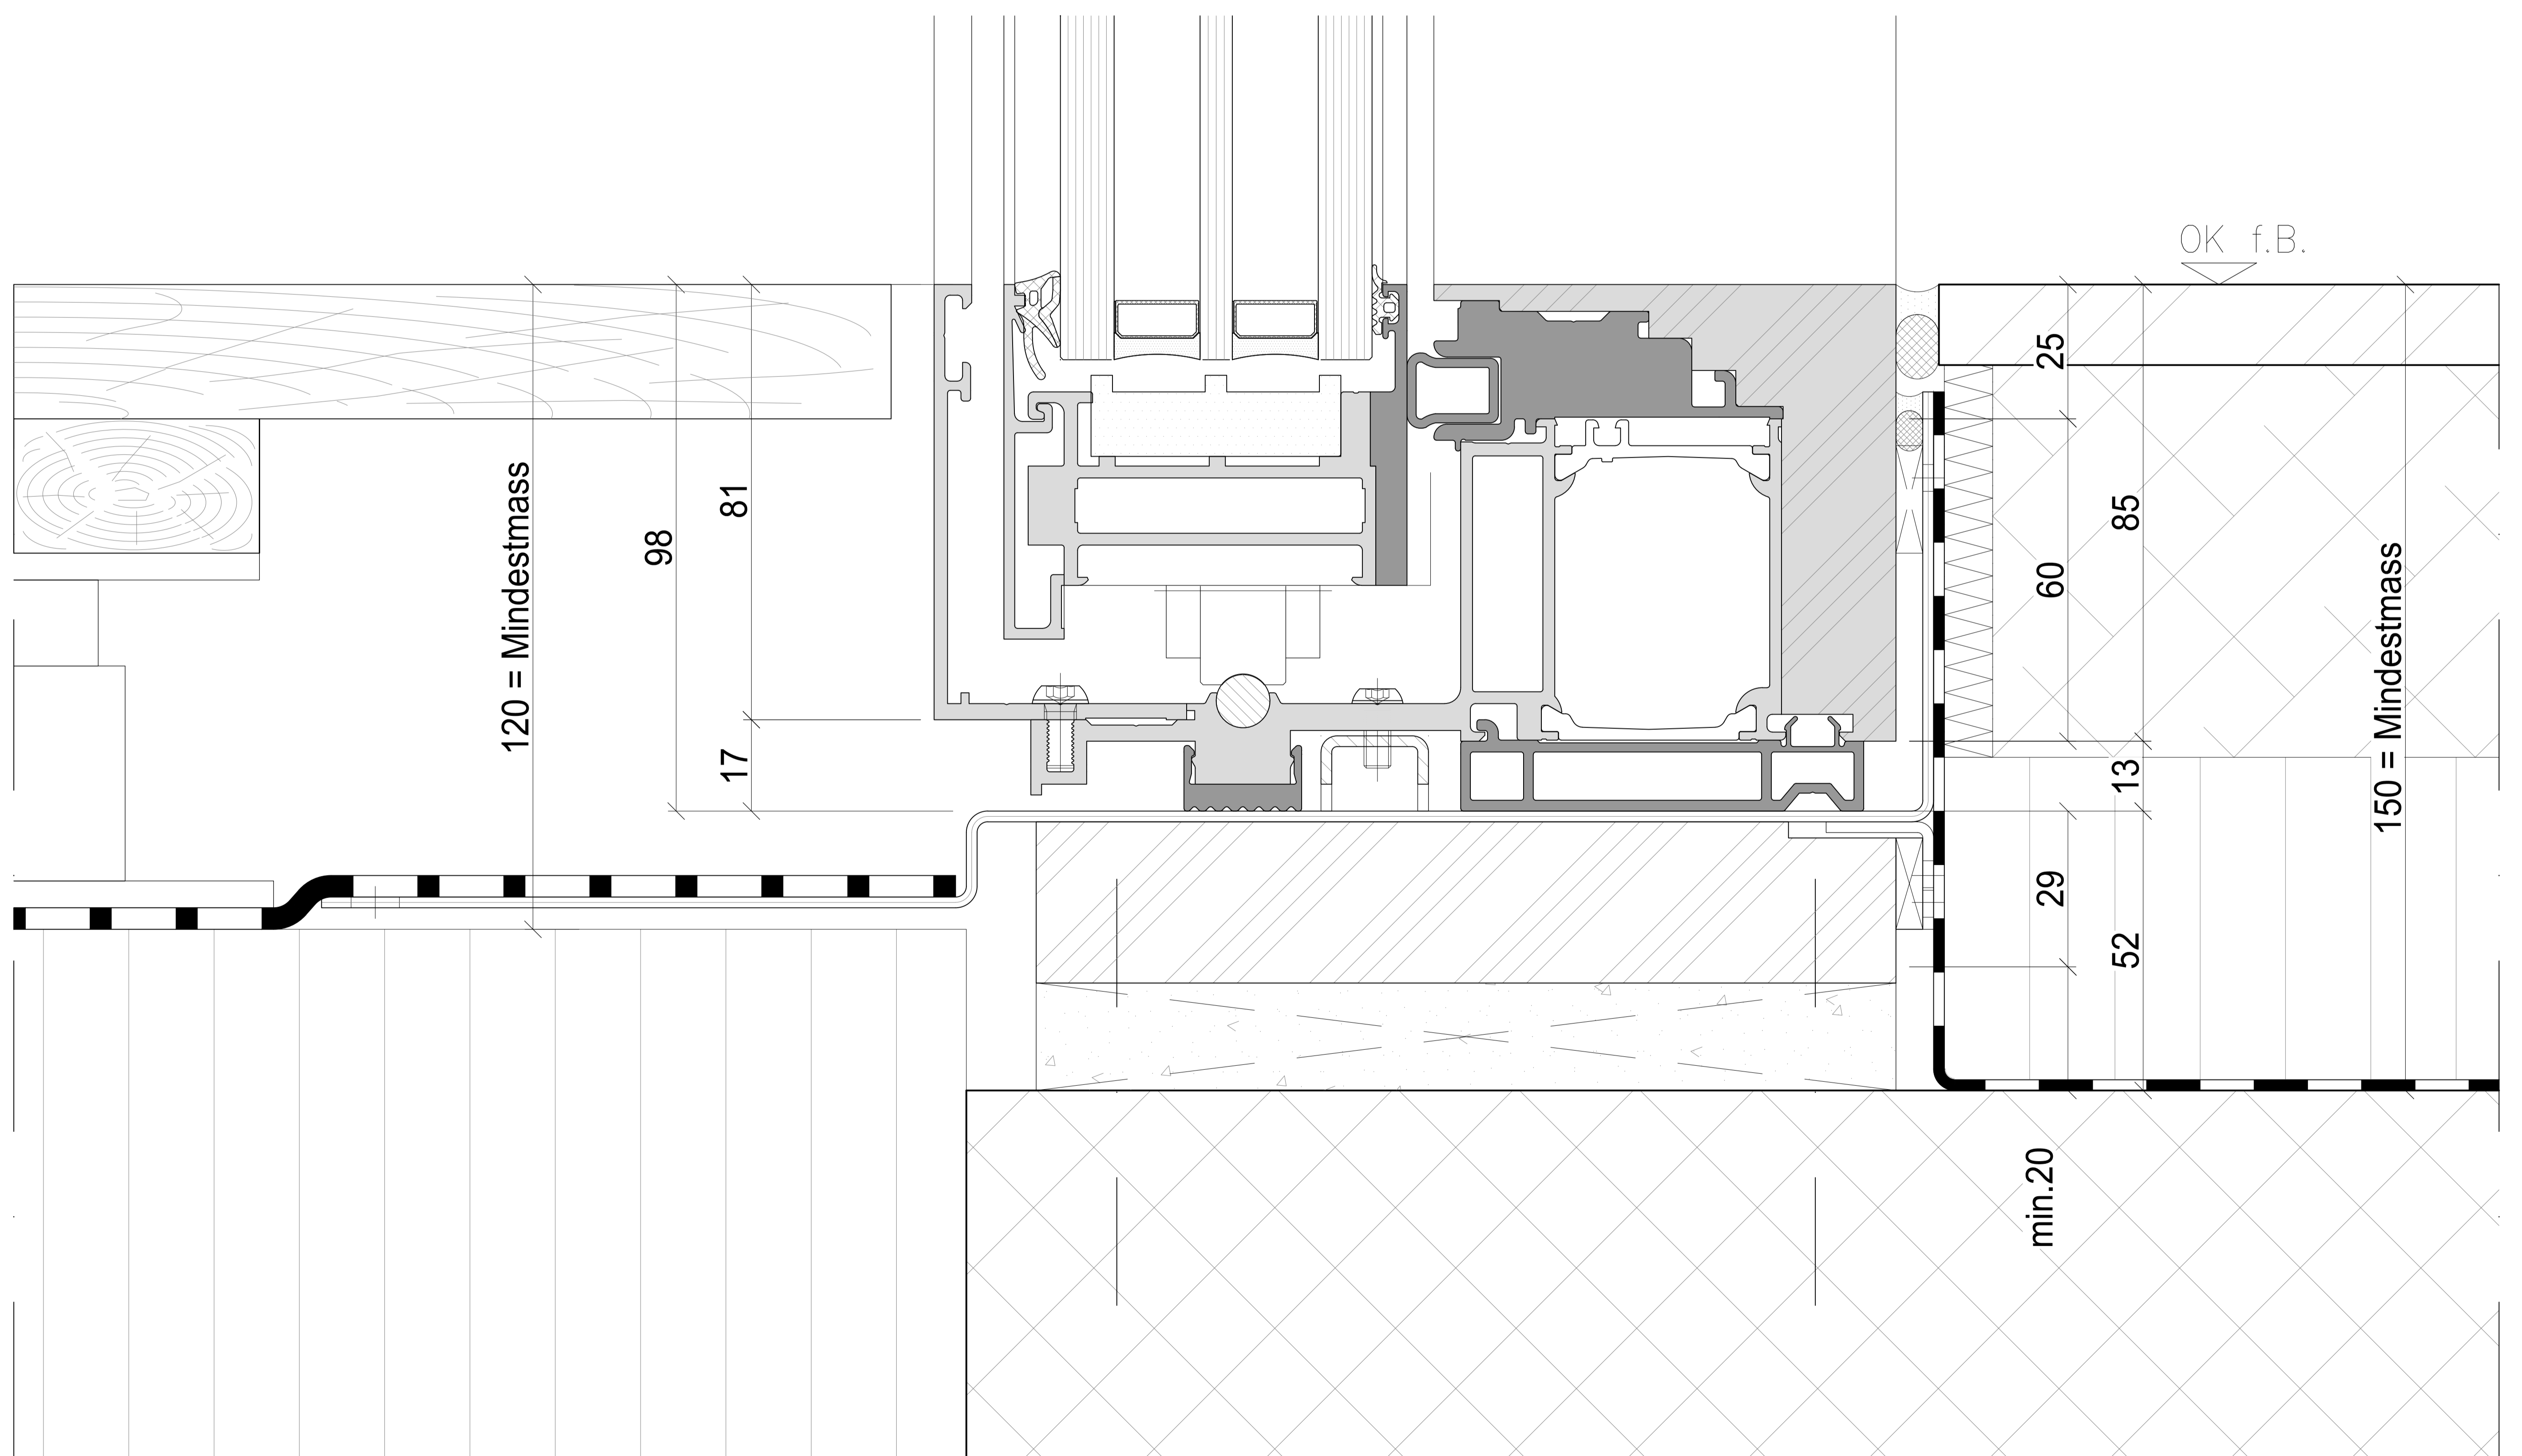 OK f.B.
120 = Mindestmass
98
81
17
25
60
85
13
29
52
150 = Mindestmass
min.20